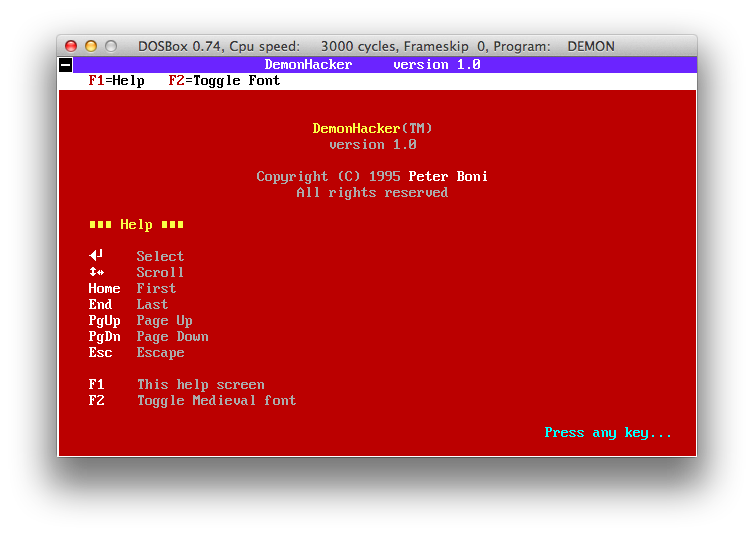 DOSBox 0.74, Cpu speed: 3000 cycles, Frameskip 0, Program: DEMON
DemonHacker version 1.0
F1=Help F2=Toggle Font
DemonHacker(TM)
version 1.0
Copyright (C) 1995 Peter Boni
All rights reserved
■■■ Help ■■■
Select
Scroll
Home First
End Last
PgUp Page Up
PgDn Page Down
Esc Escape
F1 This help screen
F2 Toggle Medieval font
Press any key...